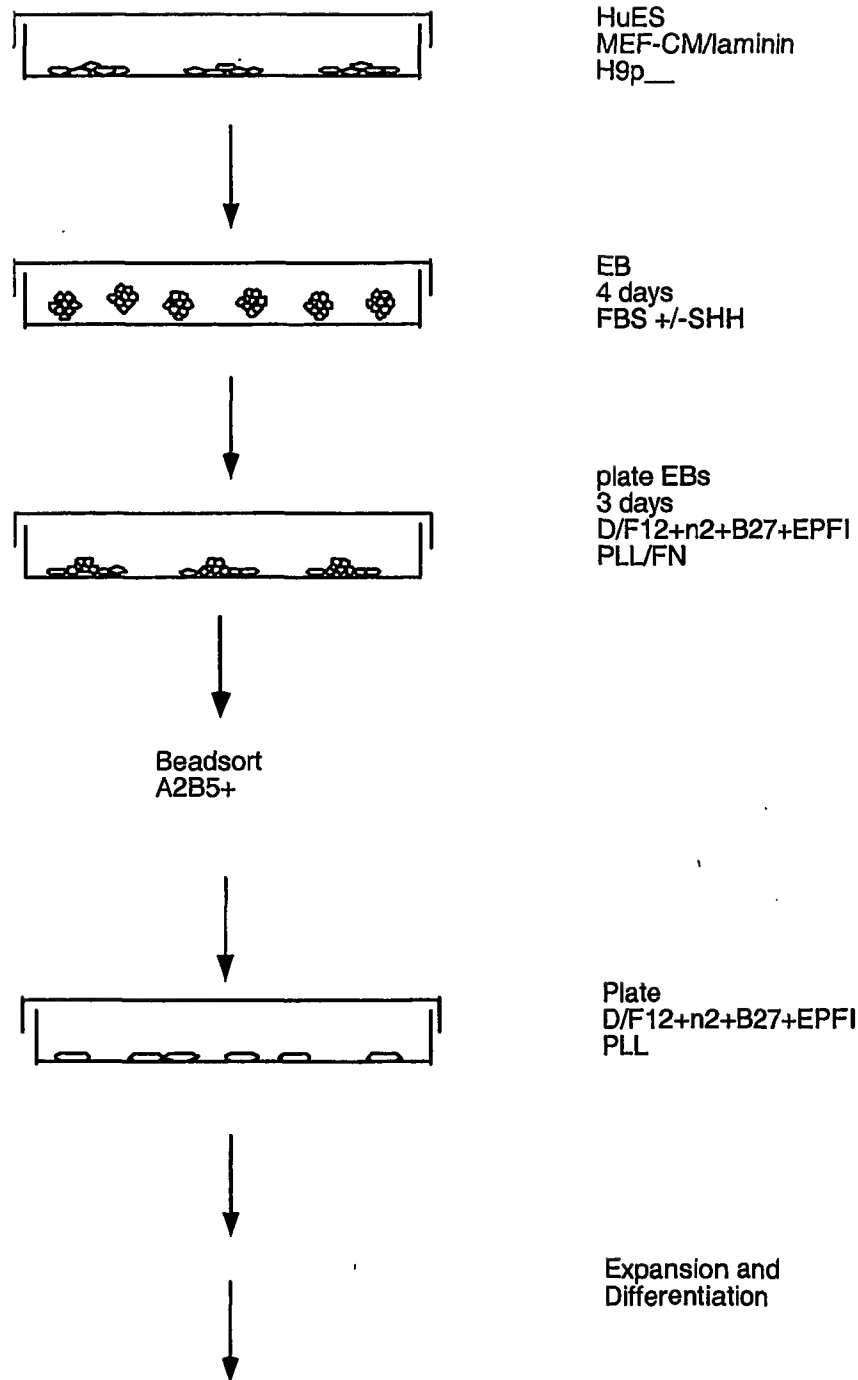 HuES
MEF-CM/laminin
H9p__
EB
4 days
FBS +/-SHH
plate EBs
3 days
D/F12+n2+B27+EPFI
PLL/FN
Beadsort
A2B5+
Plate
D/F12+n2+B27+EPFI
PLL
Expansion and
Differentiation